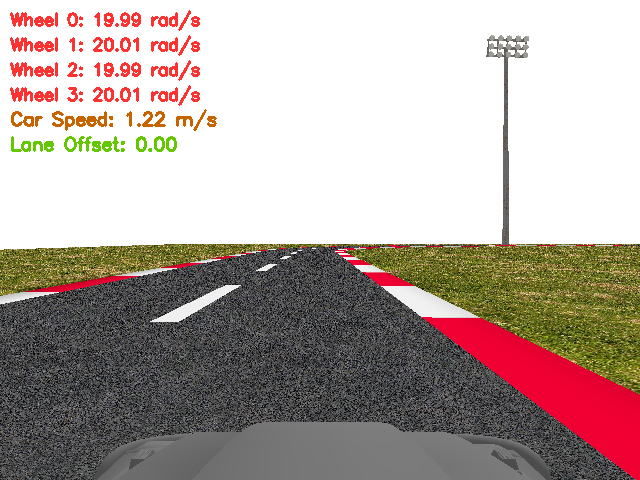 Wheel 0: 19.99 rad/s
Wheel 1: 20.01 rad/s
Wheel 2: 19.99 rad/s
Wheel 3: 20.01 rad/s
Car Speed: 1.22 m/s
Lane Offset: 0.00